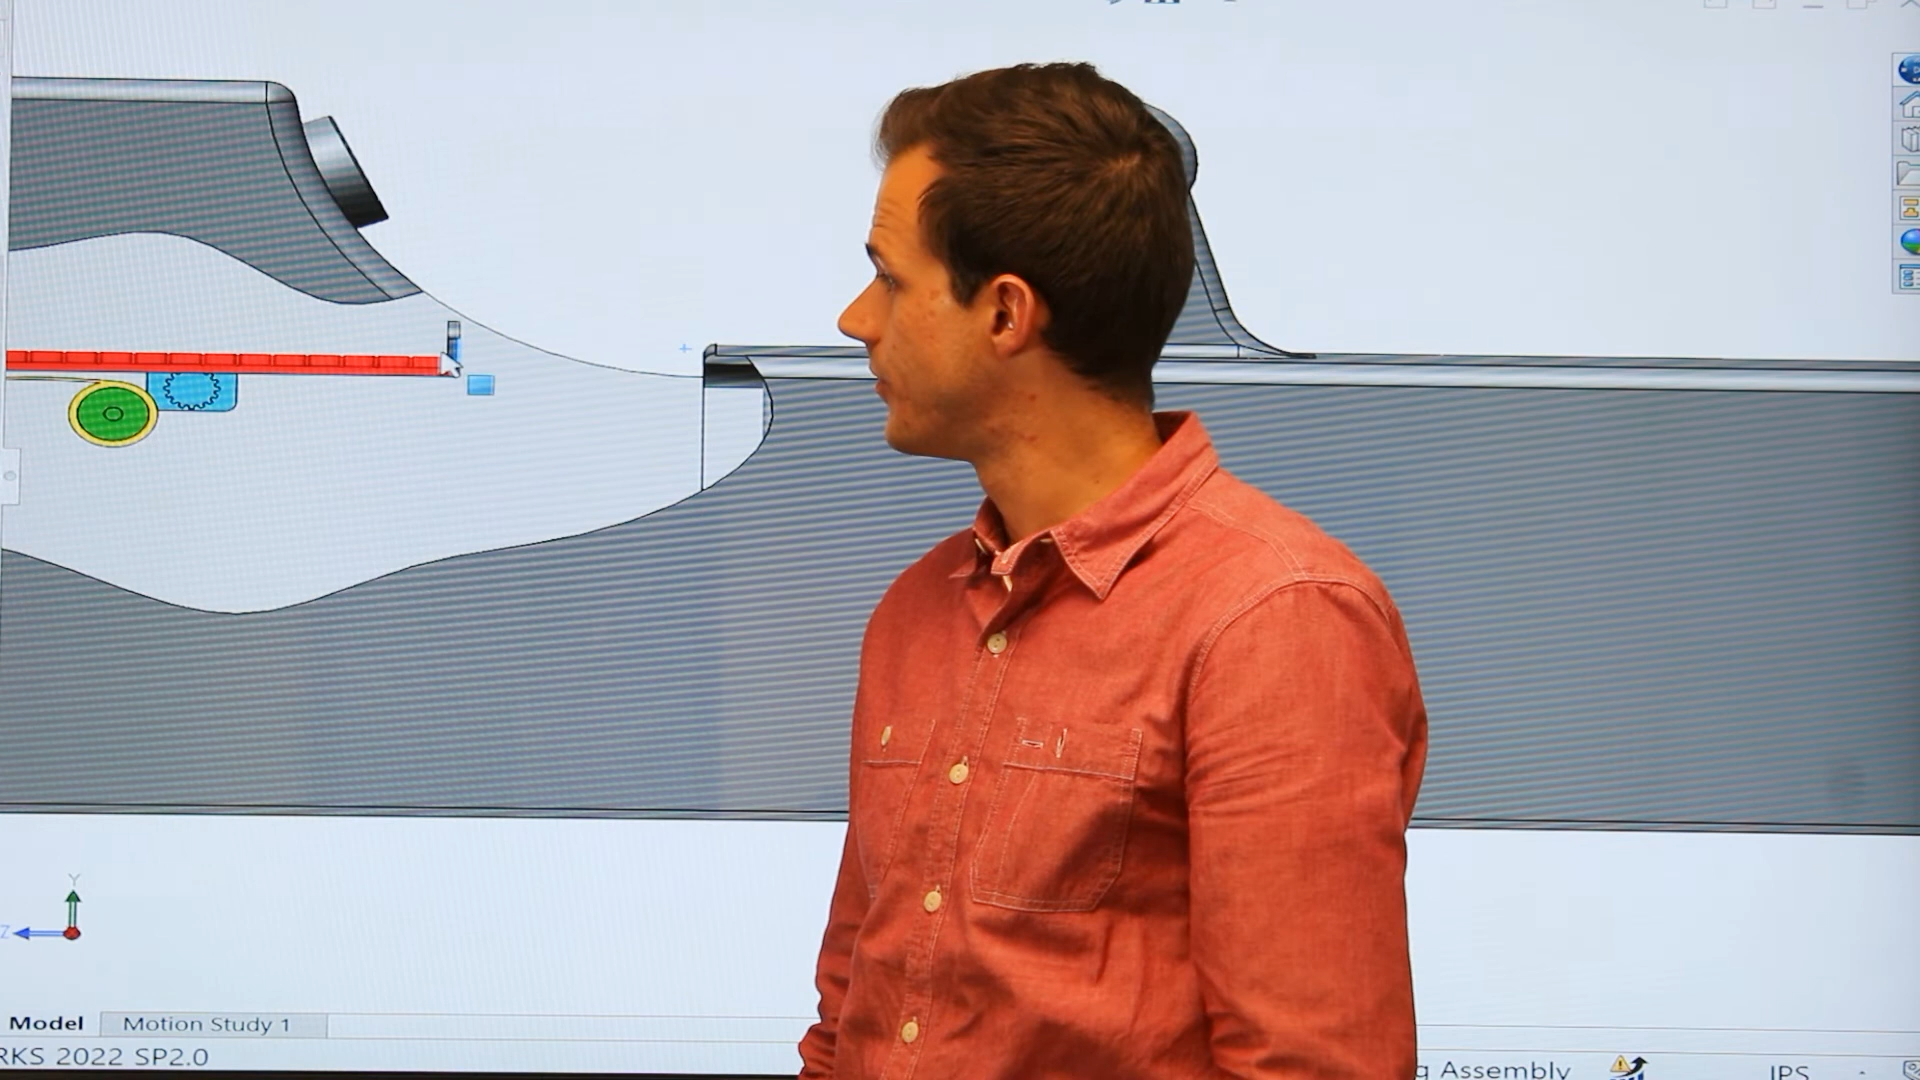 Y
Z
Model
Motion Study 1
RKS 2022 SP2.0
Assembly
IPS